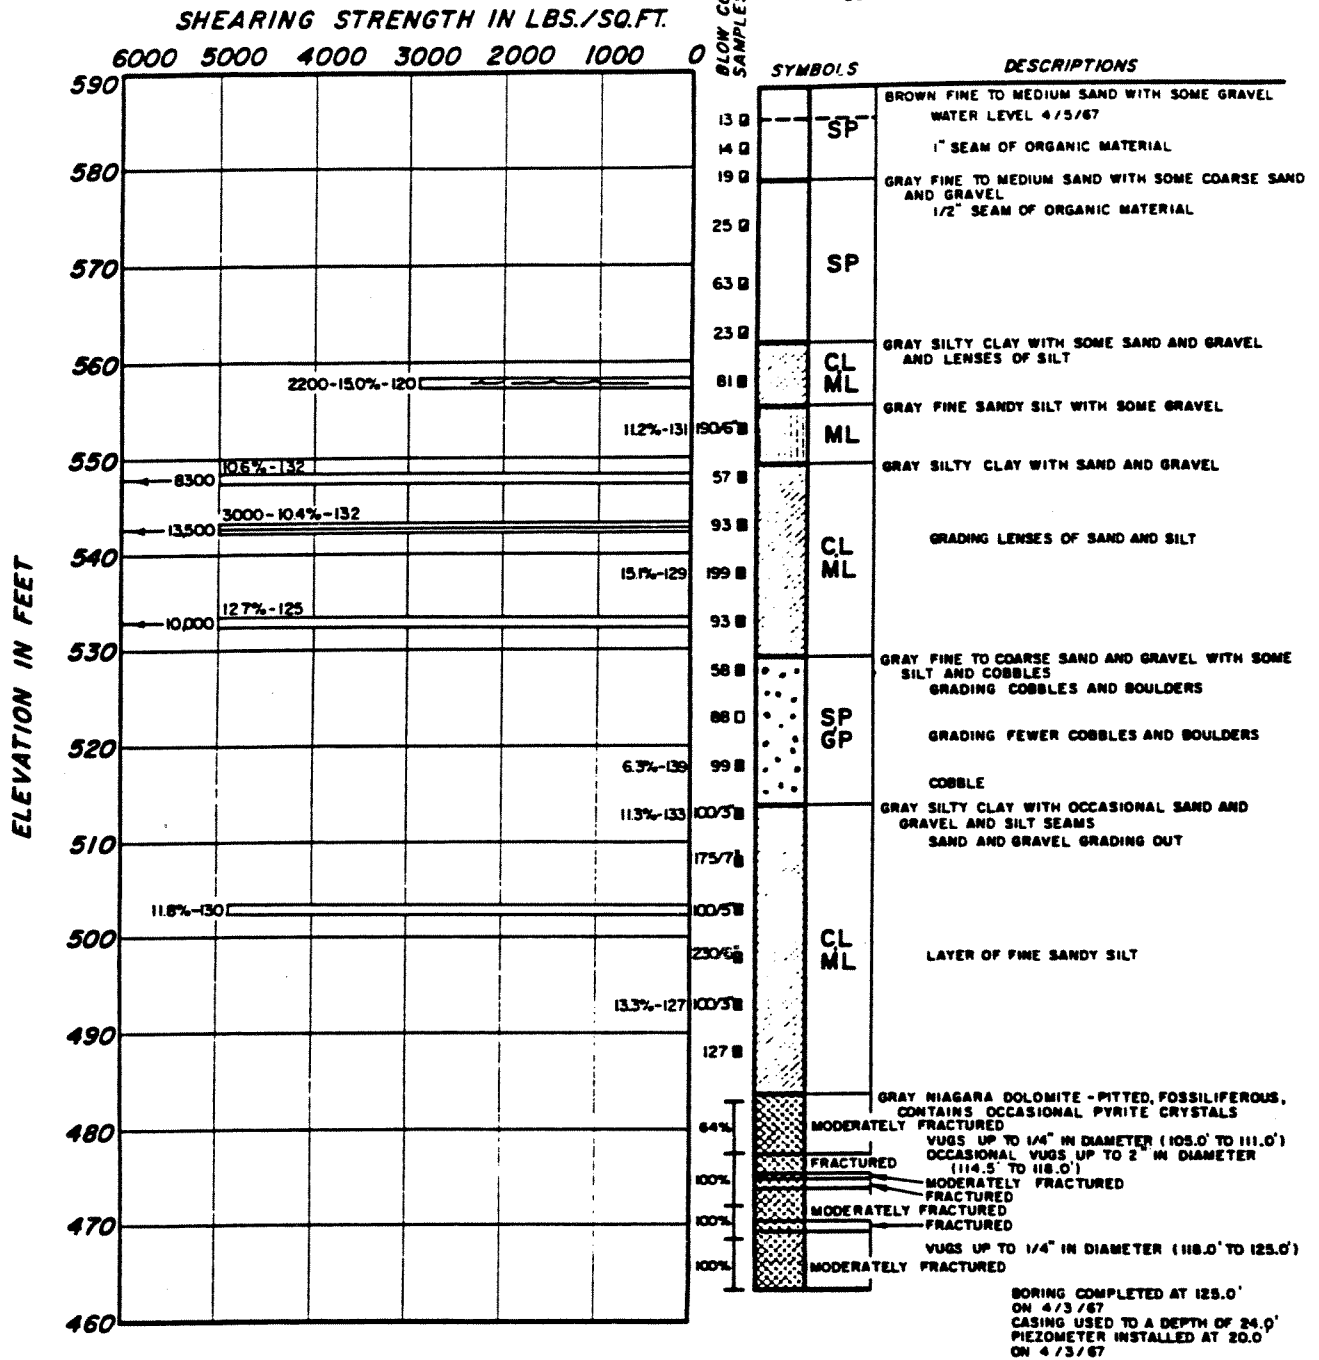 SHEARING STRENGTH IN LBS./SQ.FT.
6000 5000 4000 3000 2000 1000 0
SAMPLES
SYMBOLS
DESCRIPTIONS
ELEVATION IN FEET
590
BROWN FINE TO MEDIUM SAND WITH SOME GRAVEL
13
SP
WATER LEVEL 4/5/67
14
1" SEAM OF ORGANIC MATERIAL
580
19
GRAY FINE TO MEDIUM SAND WITH SOME COARSE SAND
AND GRAVEL
1/2" SEAM OF ORGANIC MATERIAL
25
570
SP
63
23
GRAY SILTY CLAY WITH SOME SAND AND GRAVEL
AND LENSES OF SILT
560
2200-15.0%-120
81
CL
ML
GRAY FINE SANDY SILT WITH SOME GRAVEL
11.2%-131
190/6"
ML
550
10.6%-132
8300
57
GRAY SILTY CLAY WITH SAND AND GRAVEL
3000-10.4%-132
13,500
93
GRADING LENSES OF SAND AND SILT
540
CL
ML
15.1%-129
199
12.7%-125
10,000
93
530
GRAY FINE TO COARSE SAND AND GRAVEL WITH SOME
SILT AND COBBLES
58
GRADING COBBLES AND BOULDERS
88
SP
GP
GRADING FEWER COBBLES AND BOULDERS
520
6.3%-139
99
COBBLE
11.3%-133
100/3"
GRAY SILTY CLAY WITH OCCASIONAL SAND AND
GRAVEL AND SILT SEAMS
SAND AND GRAVEL GRADING OUT
510
175/7"
11.8%-130
100/5"
500
CL
ML
230/6"
LAYER OF FINE SANDY SILT
13.3%-127
100/3"
490
127
GRAY NIAGARA DOLOMITE - PITTED, FOSSILIFEROUS,
CONTAINS OCCASIONAL PYRITE CRYSTALS
480
64%
MODERATELY FRACTURED
VUGS UP TO 1/4" IN DIAMETER (105.0' TO 111.0')
OCCASIONAL VUGS UP TO 2" IN DIAMETER
(114.5' TO 118.0')
FRACTURED
100%
MODERATELY FRACTURED
FRACTURED
MODERATELY FRACTURED
470
100%
FRACTURED
VUGS UP TO 1/4" IN DIAMETER (118.0' TO 125.0')
100%
MODERATELY FRACTURED
460
BORING COMPLETED AT 125.0'
ON 4/3/67
CASING USED TO A DEPTH OF 24.0'
PIEZOMETER INSTALLED AT 20.0'
ON 4/3/67